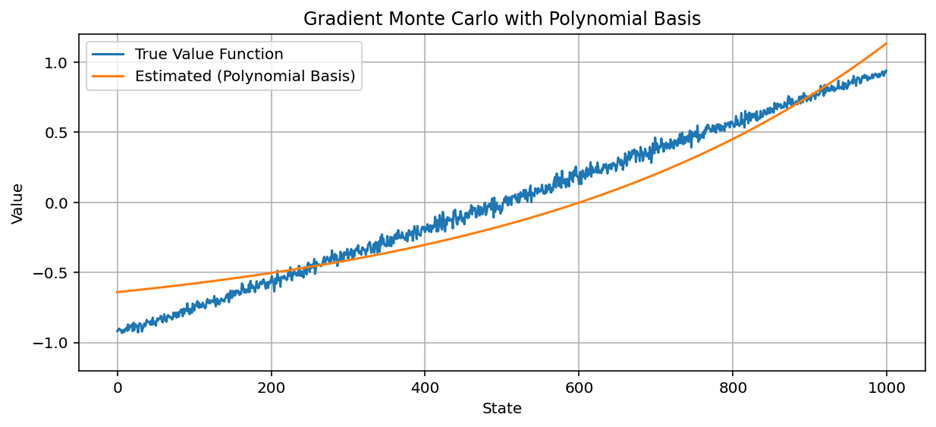 Gradient Monte Carlo with Polynomial Basis
True Value Function
Estimated (Polynomial Basis)
Value
1.0
0.5
0.0
−0.5
−1.0
0 200 400 600 800 1000
State